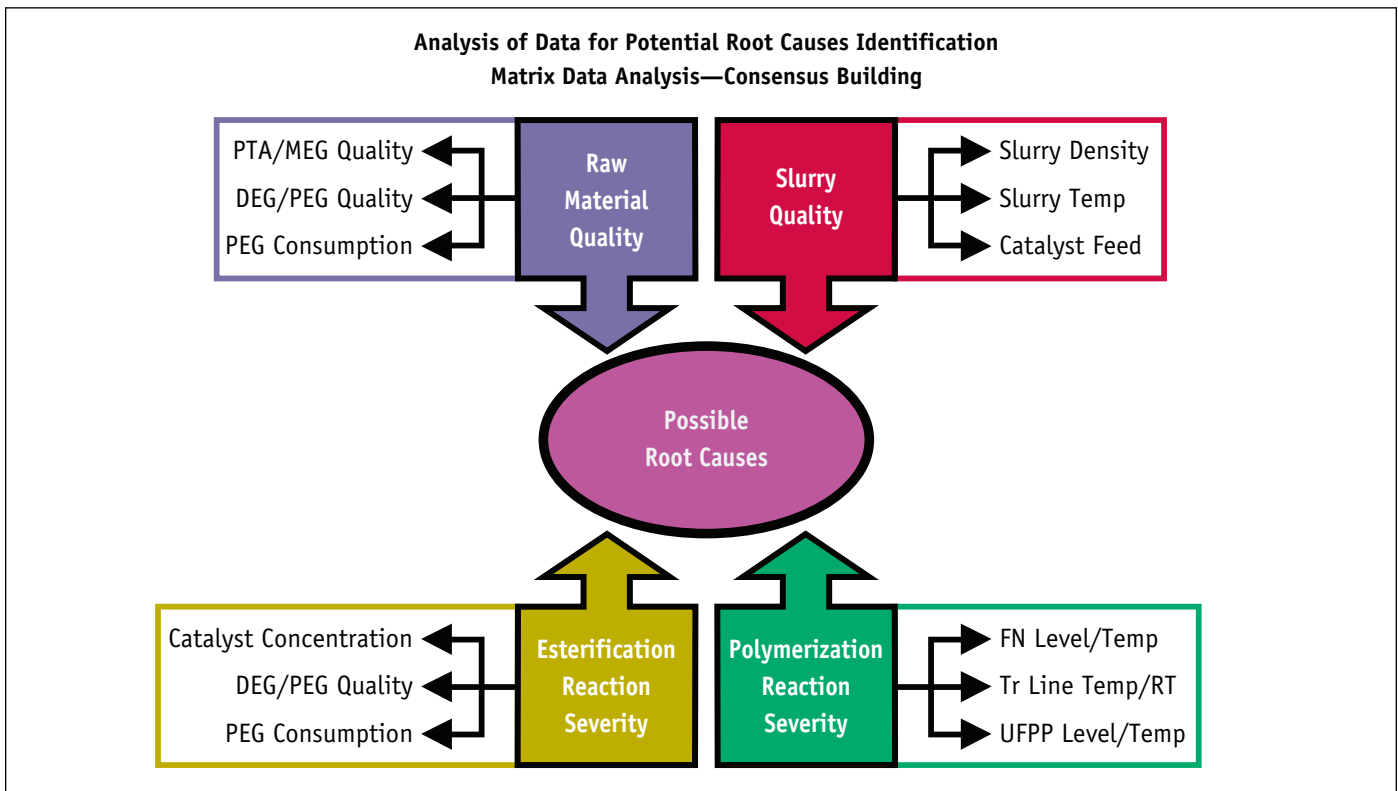 Analysis of Data for Potential Root Causes Identification
Matrix Data Analysis—Consensus Building
PTA/MEG Quality
DEG/PEG Quality
PEG Consumption
Raw
Material
Quality
Slurry
Quality
Slurry Density
Slurry Temp
Catalyst Feed
Possible
Root Causes
Catalyst Concentration
DEG/PEG Quality
PEG Consumption
Esterification
Reaction
Severity
Polymerization
Reaction
Severity
FN Level/Temp
Tr Line Temp/RT
UFPP Level/Temp